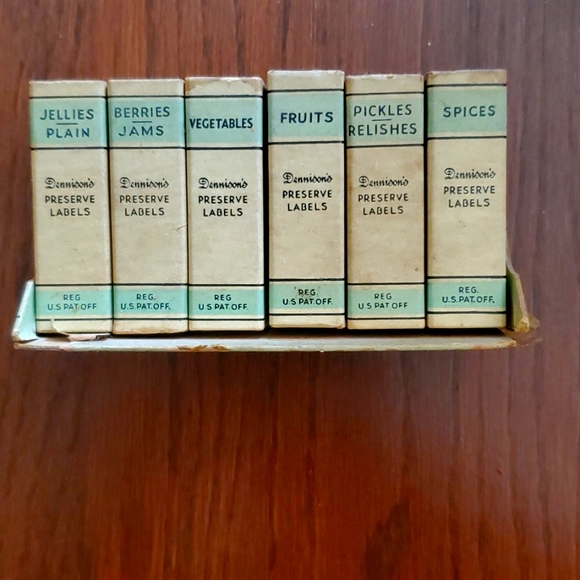 JELLIES
PLAIN
Dennison's
PRESERVE
LABELS
REG
U.S PAT.OFF.
BERRIES
JAMS
Dennison's
PRESERVE
LABELS
REG.
U.S.PAT.OFF.
VEGETABLES
Dennison's
PRESERVE
LABELS
REG
U S PAT.OFF.
FRUITS
Dennison's
PRESERVE
LABELS
REG.
U.S.PAT.OFF.
PICKLES
RELISHES
Dennison's
PRESERVE
LABELS
REG
U S PAT OFF
SPICES
Dennison's
PRESERVE
LABELS
REG.
U.S.PAT.OFF.